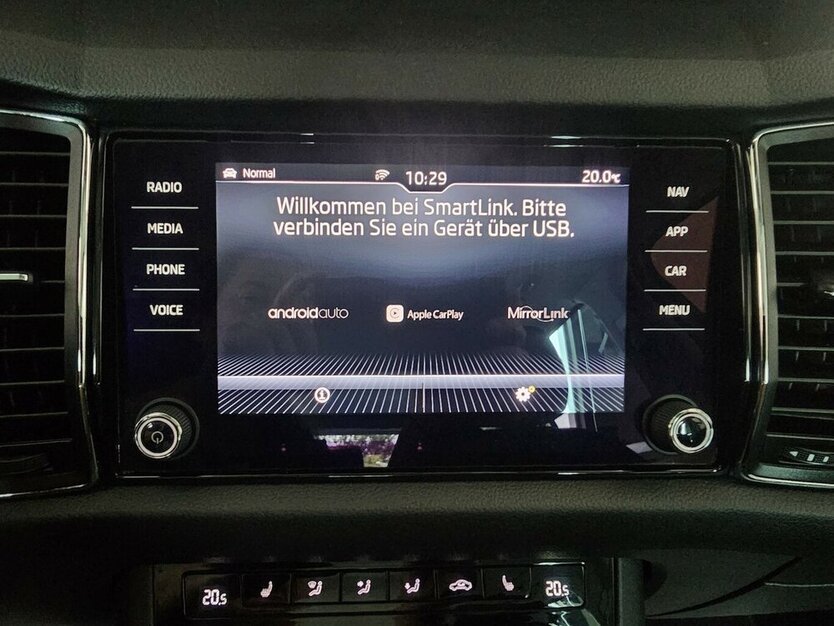 Normal 10:29 20.0°C
Willkommen bei SmartLink. Bitte
verbinden Sie ein Gerät über USB.
androidauto Apple CarPlay MirrorLink
RADIO
MEDIA
PHONE
VOICE
NAV
APP
CAR
MENU
20.5 20.5